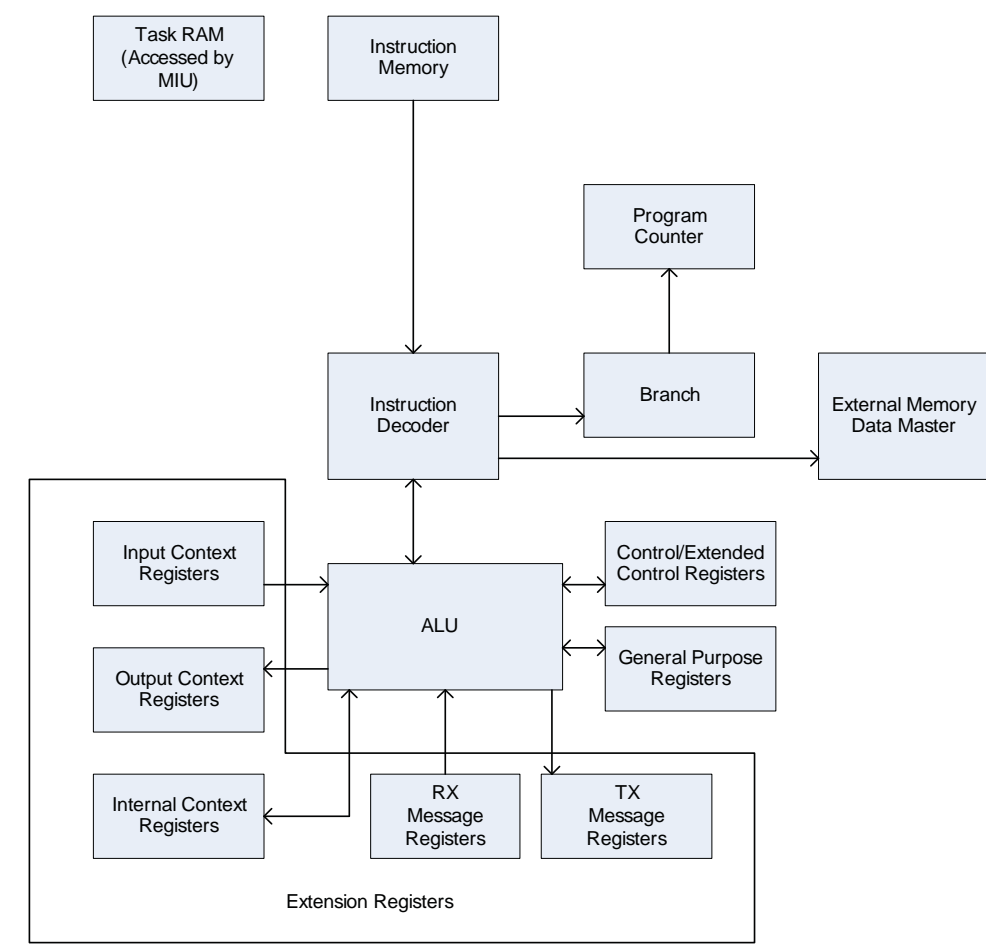 Task RAM
(Accessed by
MIU)
Instruction
Memory
Program
Counter
Instruction
Decoder
Branch
External Memory
Data Master
Input Context
Registers
ALU
Control/Extended
Control Registers
Output Context
Registers
General Purpose
Registers
Internal Context
Registers
RX
Message
Registers
TX
Message
Registers
Extension Registers